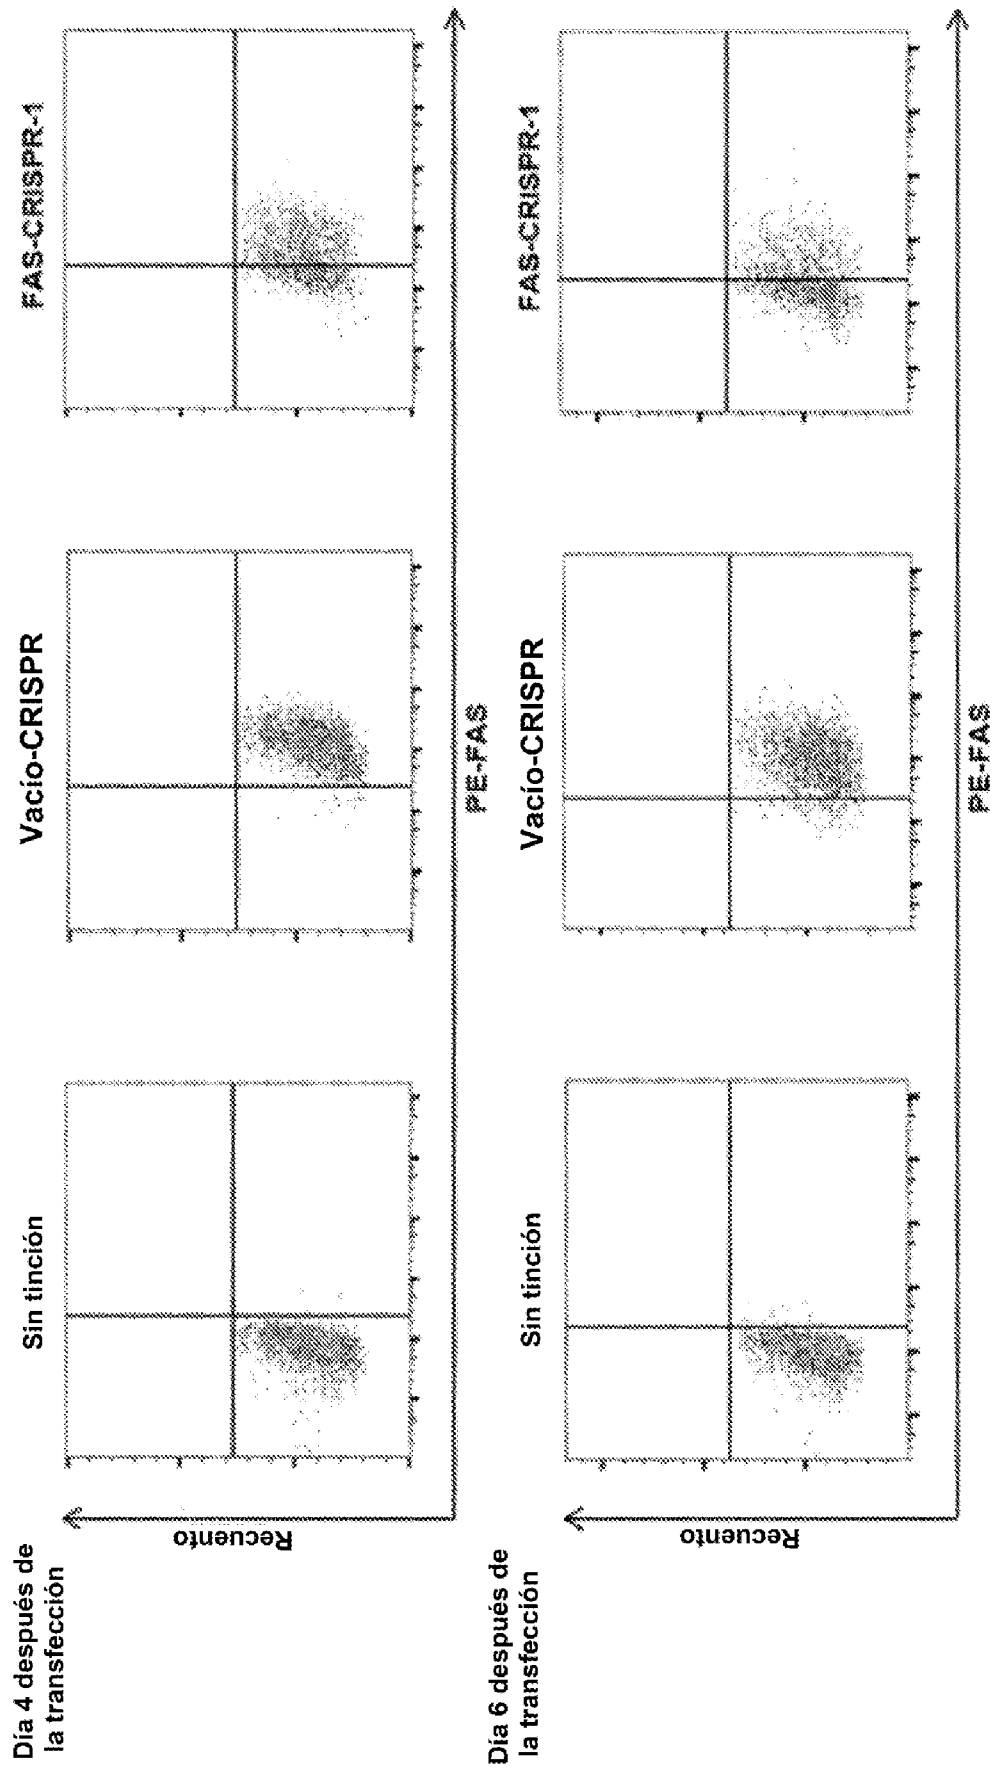 Día 4 después de
la transfección
Sin tinción
Vacío-CRISPR
FAS-CRISPR-1
Recuento
PE-FAS
Día 6 después de
la transfección
Sin tinción
Vacío-CRISPR
FAS-CRISPR-1
Recuento
PE-FAS